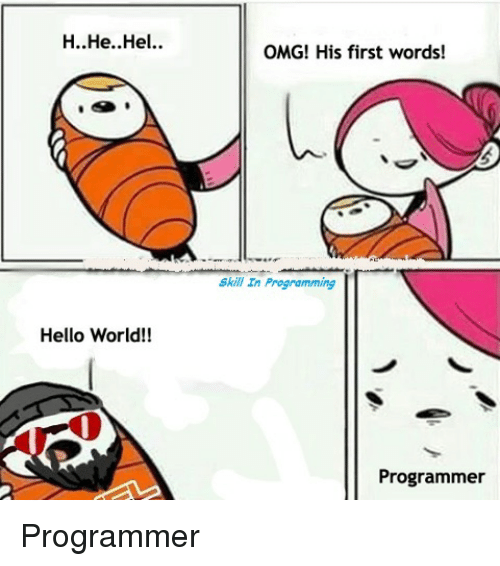 H..He..Hel..
OMG! His first words!
Skill In Programming
Hello World!!
Programmer
Programmer